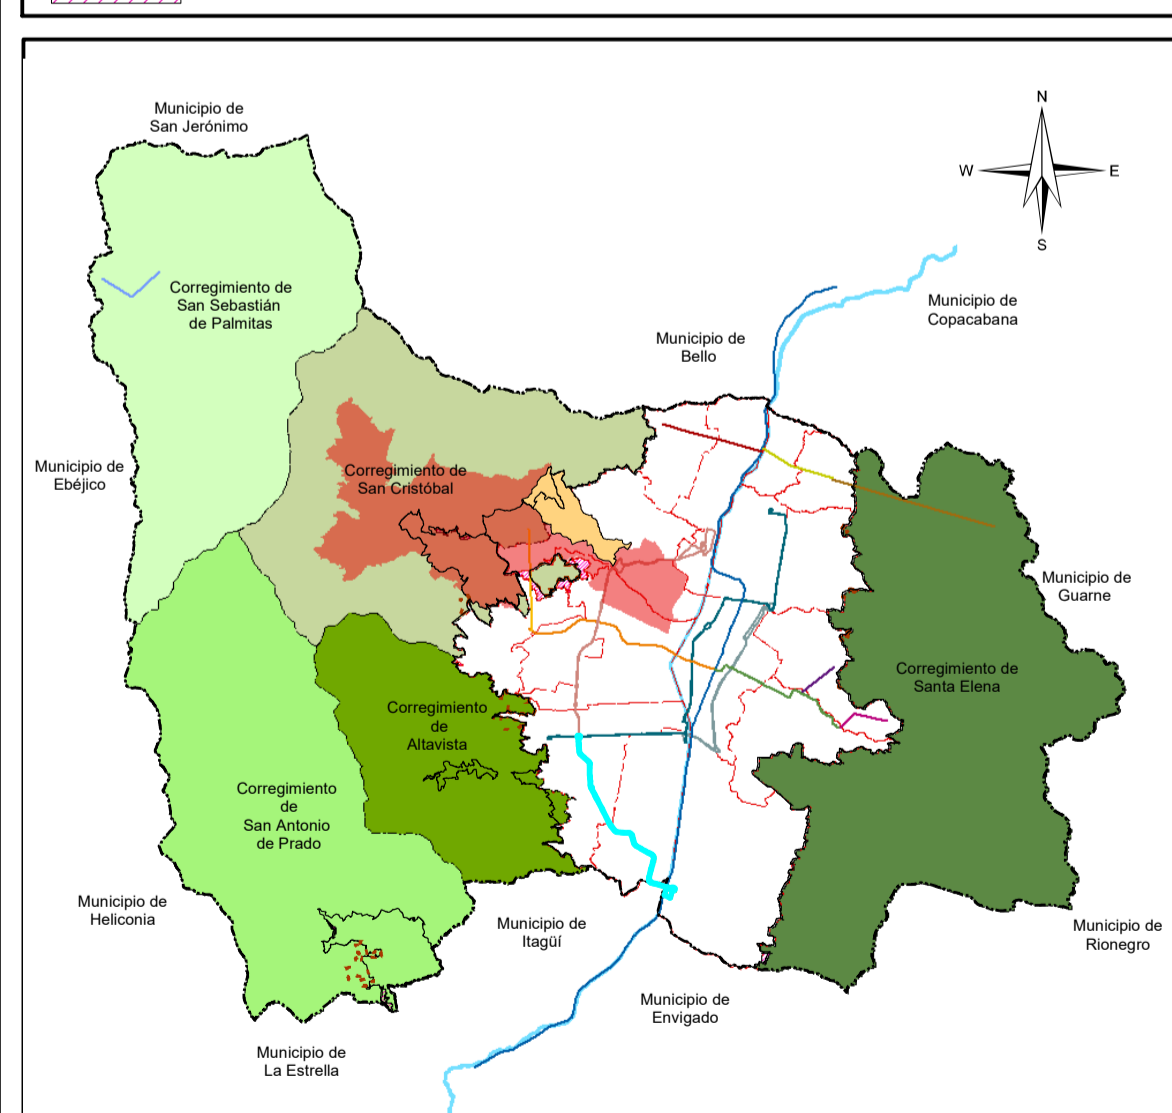 Municipio de
San Jerónimo
N
W
E
S
Corregimiento de
San Sebastián
de Palmitas
Municipio de
Copacabana
Municipio de
Bello
Municipio de
Ebéjico
Corregimiento de
San Cristóbal
Municipio de
Guarne
Corregimiento de
Santa Elena
Corregimiento
de
Altavista
Corregimiento
de
San Antonio
de Prado
Municipio de
Heliconia
Municipio de
Itagüí
Municipio de
Rionegro
Municipio de
Envigado
Municipio de
La Estrella